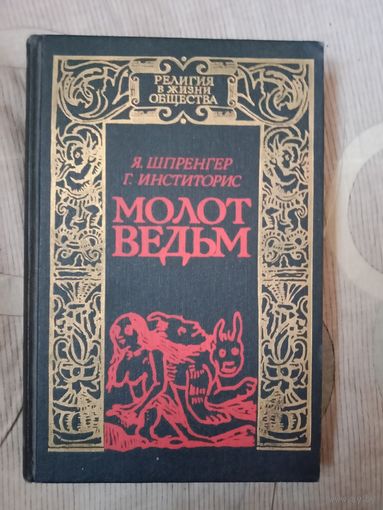 РЕЛИГИЯ
В ЖИЗНИ
ОБЩЕСТВА
Я. ШПРЕНГЕР
Г. ИНСТИТОРИС
МОЛОТ
ВЕДЬМ